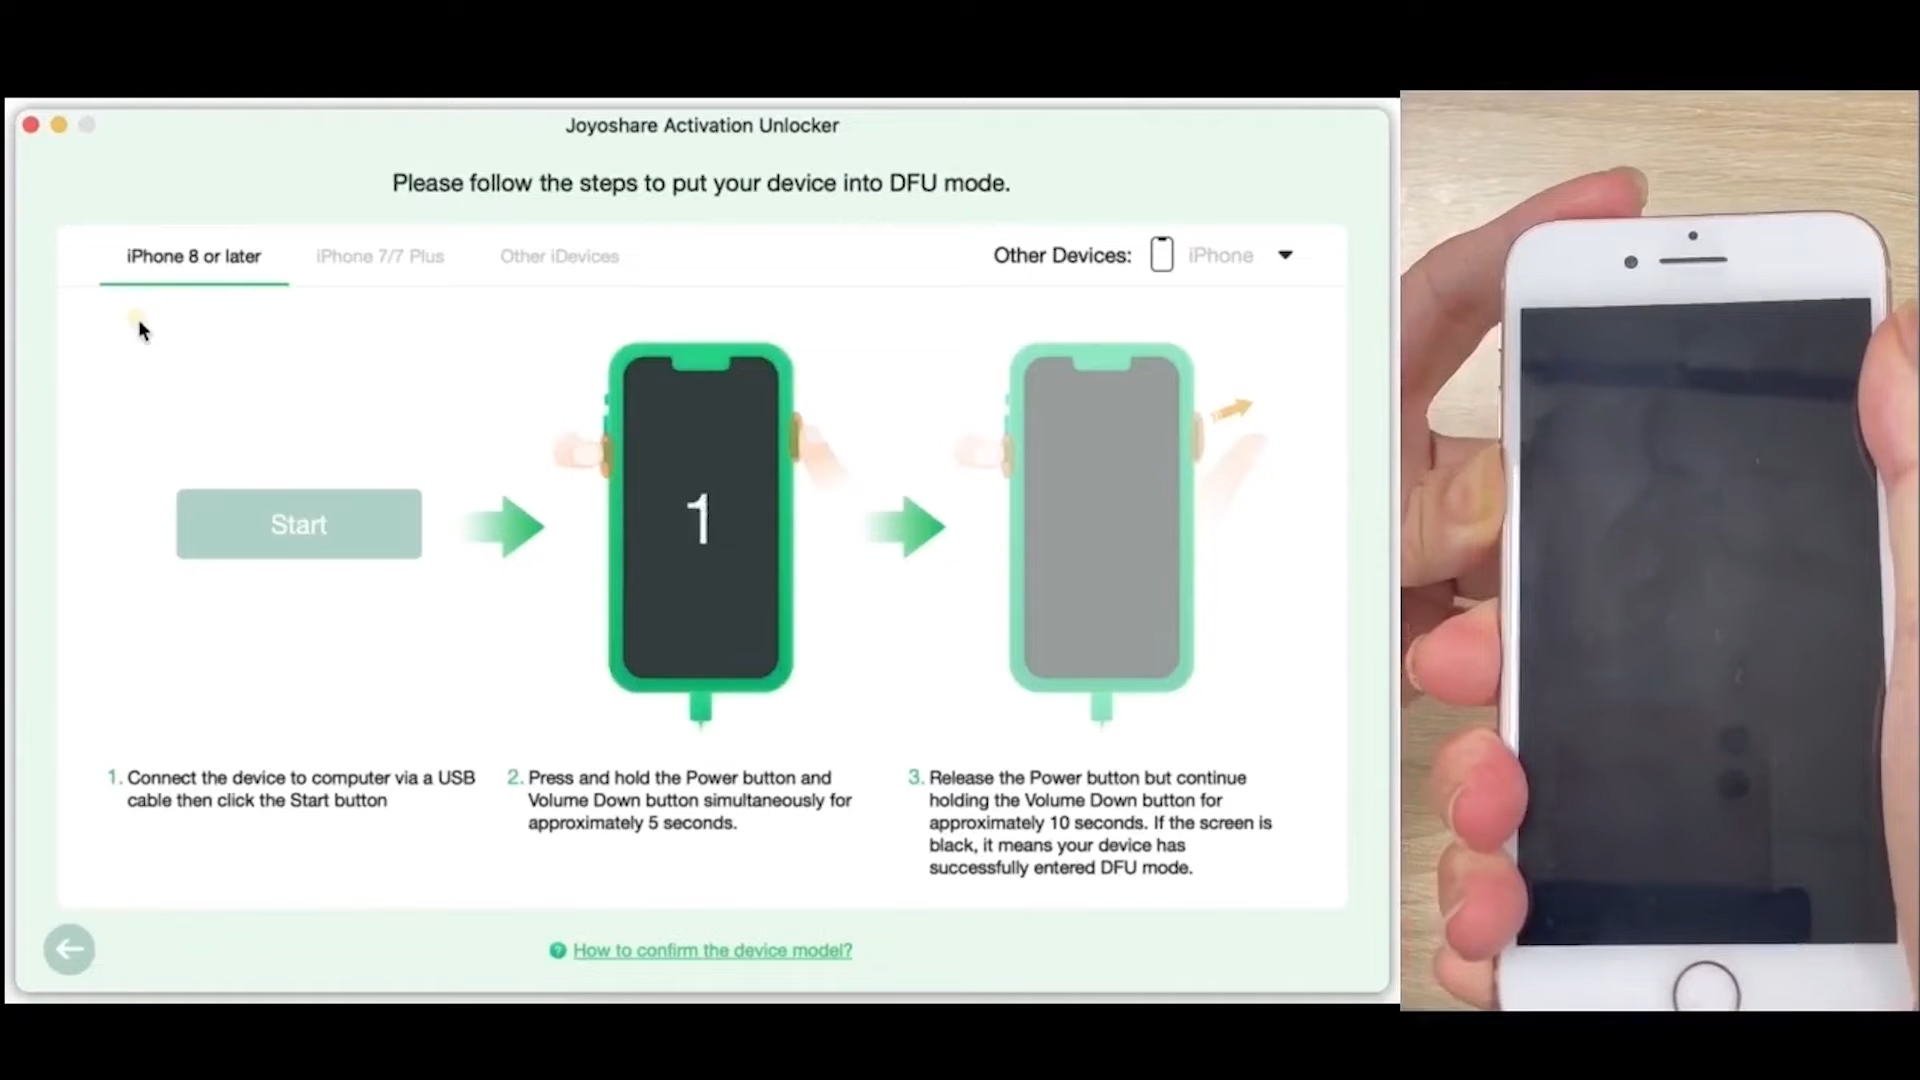 Joyoshare Activation Unlocker
Please follow the steps to put your device into DFU mode.
iPhone 8 or later
iPhone 7/7 Plus
Other iDevices
Other Devices:
iPhone
Start
1
1. Connect the device to computer via a USB
cable then click the Start button
2. Press and hold the Power button and
Volume Down button simultaneously for
approximately 5 seconds.
3. Release the Power button but continue
holding the Volume Down button for
approximately 10 seconds. If the screen is
black, it means your device has
successfully entered DFU mode.
? How to confirm the device model?